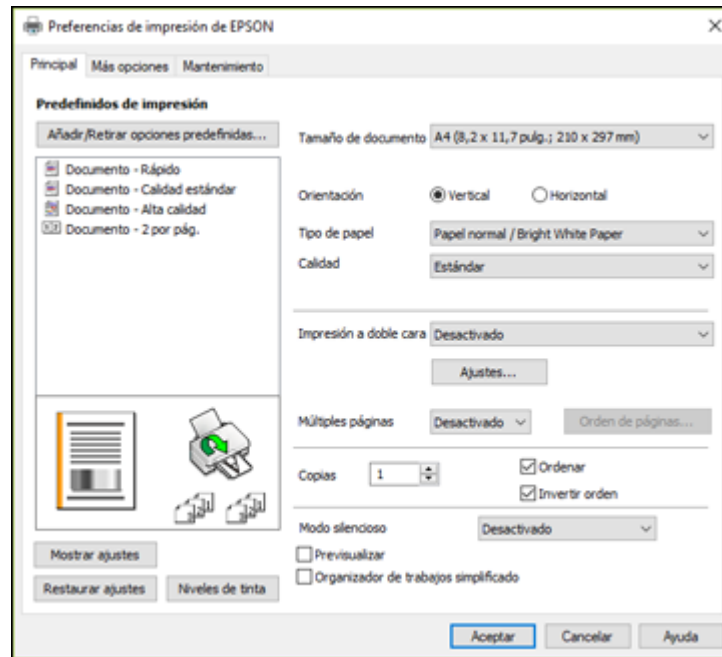 Preferencias de impresión de EPSON
Principal Más opciones Mantenimiento
Predefinidos de impresión
Añadir/Retirar opciones predefinidas...
Documento - Rápido
Documento - Calidad estándar
Documento - Alta calidad
Documento - 2 por pág.
Mostrar ajustes
Restaurar ajustes Niveles de tinta
Tamaño de documento A4 (8,2 x 11,7 pulg.; 210 x 297 mm)
Orientación Vertical Horizontal
Tipo de papel Papel normal / Bright White Paper
Calidad Estándar
Impresión a doble cara Desactivado
Ajustes...
Múltiples páginas Desactivado Orden de páginas...
Copias 1 Ordenar
Invertir orden
Modo silencioso Desactivado
Previsualizar
Organizador de trabajos simplificado
Aceptar Cancelar Ayuda